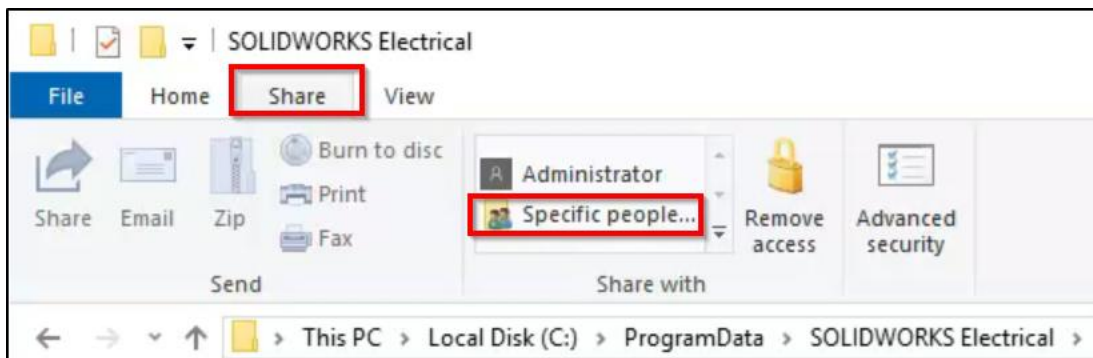 SOLIDWORKS Electrical
File Home Share View
Share
Email
Zip
Burn to disc
Print
Fax
Send
A Administrator
Specific people...
Share with
Remove access
Advanced security
> This PC > Local Disk (C:) > ProgramData > SOLIDWORKS Electrical >